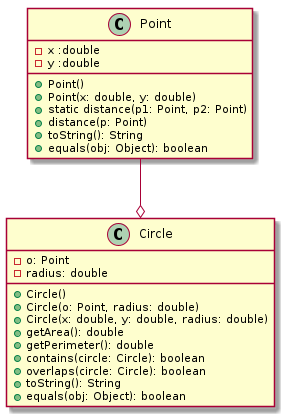 C Point
x :double
y :double
Point()
Point(x: double, y: double)
static distance(p1: Point, p2: Point)
distance(p: Point)
toString(): String
equals(obj: Object): boolean
C Circle
o: Point
radius: double
Circle()
Circle(o: Point, radius: double)
Circle(x: double, y: double, radius: double)
getArea(): double
getPerimeter(): double
contains(circle: Circle): boolean
overlaps(circle: Circle): boolean
toString(): String
equals(obj: Object): boolean